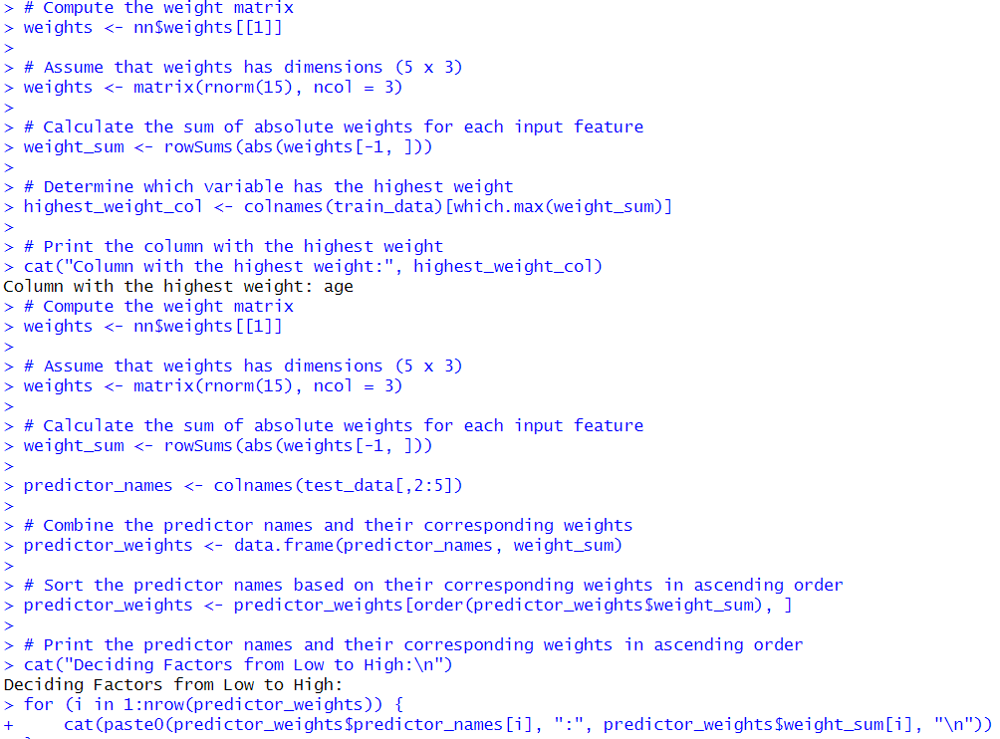 > # Compute the weight matrix
> weights <- nn$weights[[1]]
>
> # Assume that weights has dimensions (5 x 3)
> weights <- matrix(rnorm(15), ncol = 3)
>
> # Calculate the sum of absolute weights for each input feature
> weight_sum <- rowSums(abs(weights[-1, ]))
>
> # Determine which variable has the highest weight
> highest_weight_col <- colnames(train_data)[which.max(weight_sum)]
>
> # Print the column with the highest weight
> cat("Column with the highest weight:", highest_weight_col)
Column with the highest weight: age
> # Compute the weight matrix
> weights <- nn$weights[[1]]
>
> # Assume that weights has dimensions (5 x 3)
> weights <- matrix(rnorm(15), ncol = 3)
>
> # Calculate the sum of absolute weights for each input feature
> weight_sum <- rowSums(abs(weights[-1, ]))
>
> predictor_names <- colnames(test_data[,2:5])
>
> # Combine the predictor names and their corresponding weights
> predictor_weights <- data.frame(predictor_names, weight_sum)
>
> # Sort the predictor names based on their corresponding weights in ascending order
> predictor_weights <- predictor_weights[order(predictor_weights$weight_sum), ]
>
> # Print the predictor names and their corresponding weights in ascending order
> cat("Deciding Factors from Low to High:\n")
Deciding Factors from Low to High:
> for (i in 1:nrow(predictor_weights)) {
+     cat(paste0(predictor_weights$predictor_names[i], ":", predictor_weights$weight_sum[i], "\n"))